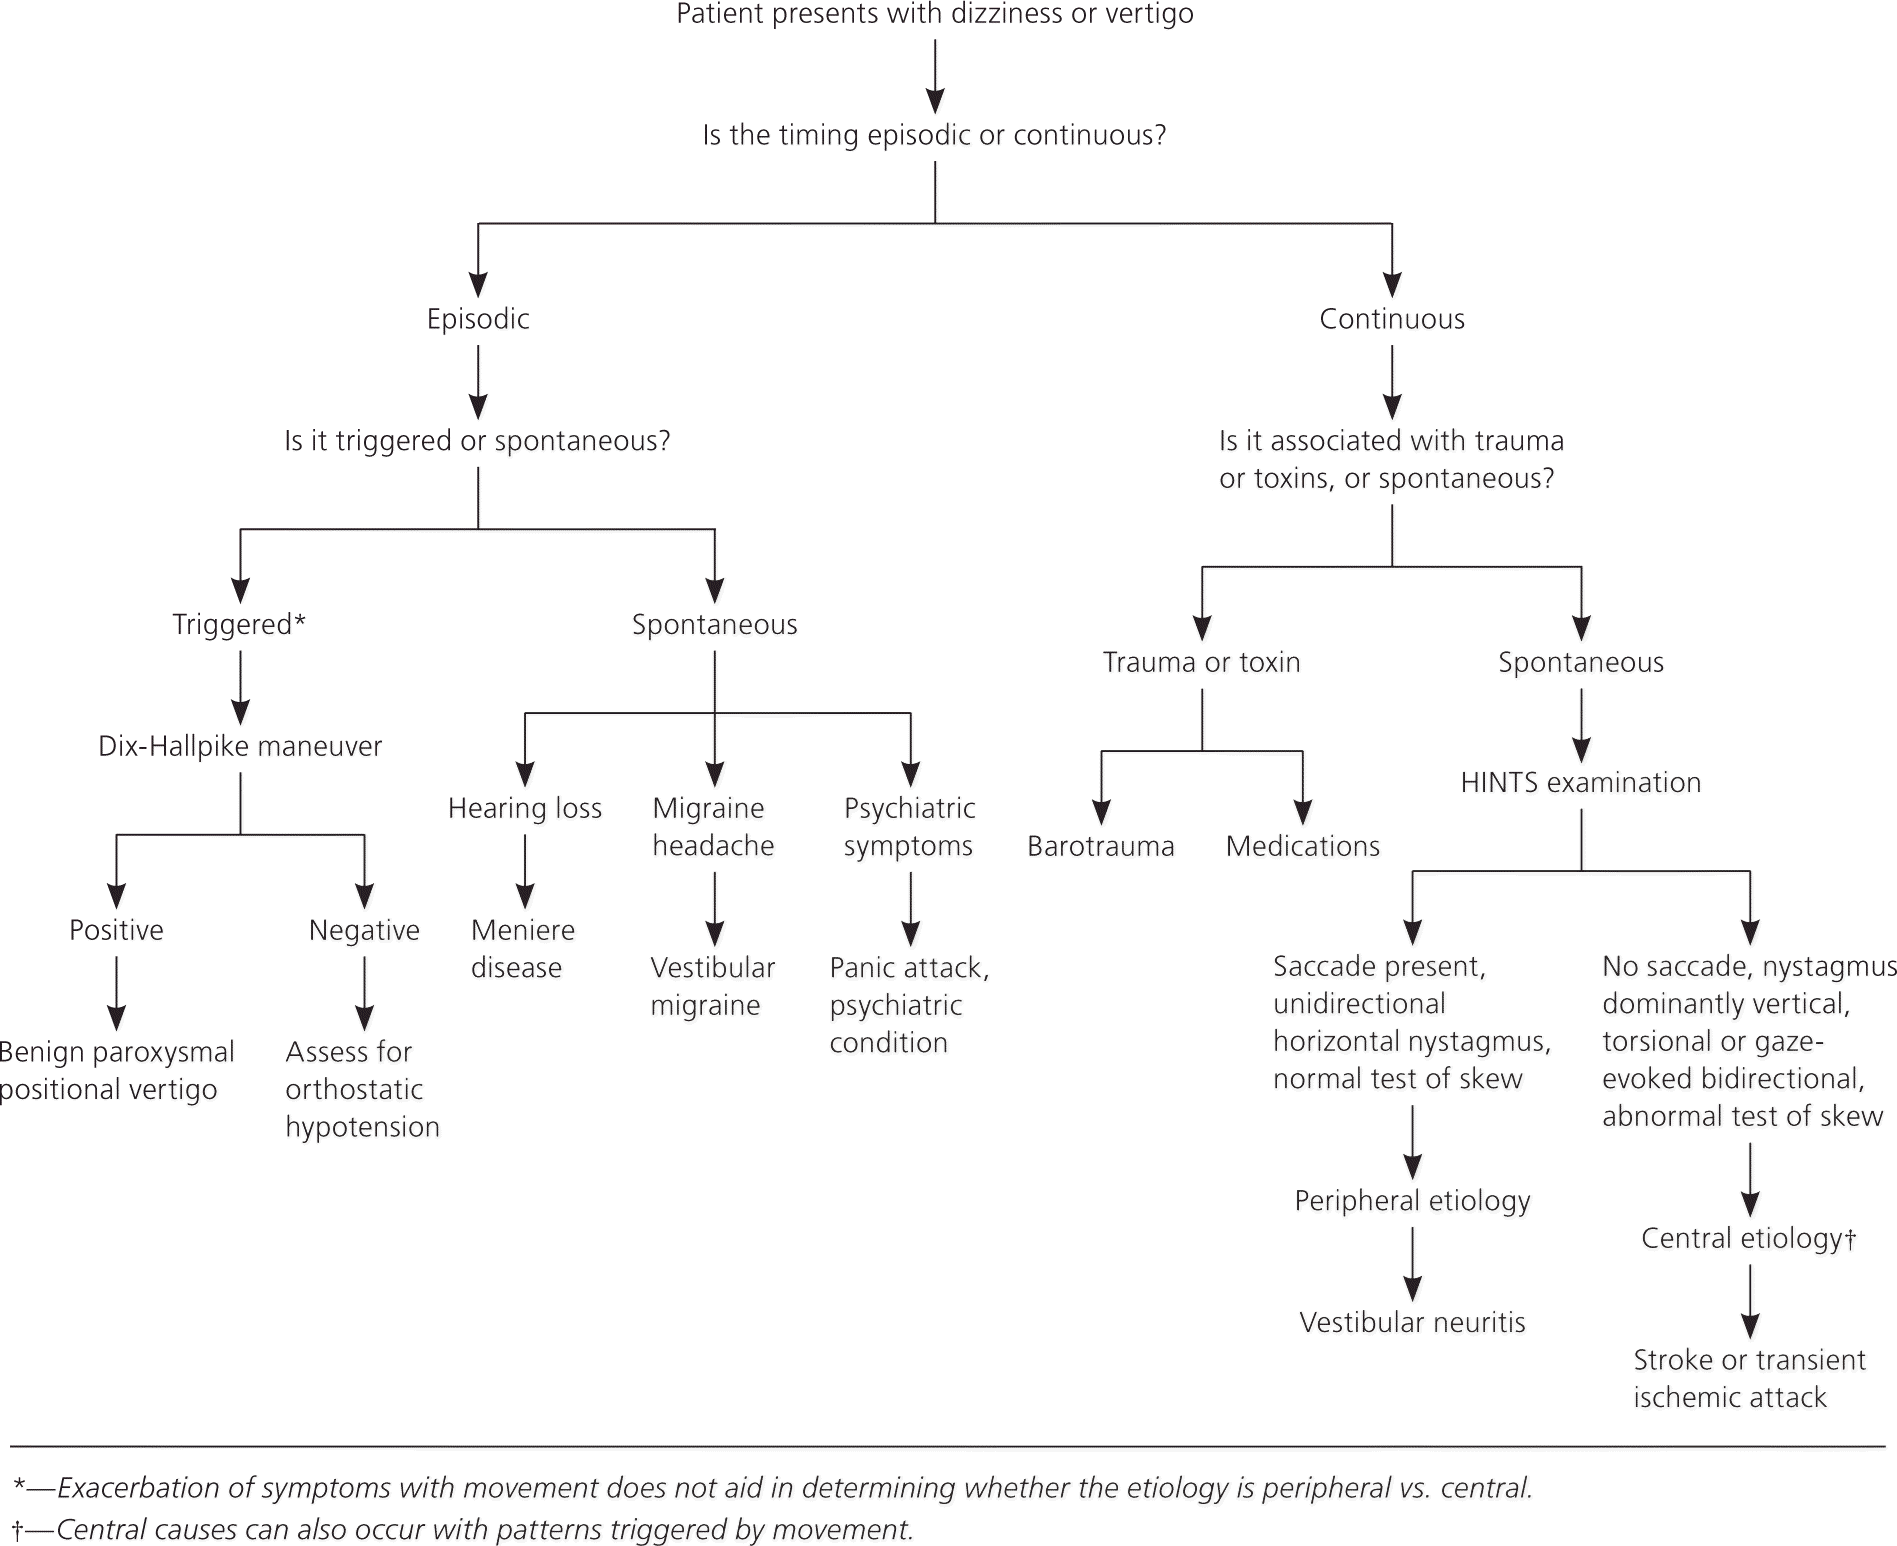 Patient presents with dizziness or vertigo
Is the timing episodic or continuous?
Episodic
Continuous
Is it triggered or spontaneous?
Is it associated with trauma
or toxins, or spontaneous?
Triggered*
Spontaneous
Trauma or toxin
Spontaneous
Dix-Hallpike maneuver
HINTS examination
Hearing loss
Migraine
headache
Psychiatric
symptoms
Barotrauma
Medications
Positive
Negative
Meniere
disease
Vestibular
migraine
Panic attack,
psychiatric
condition
Saccade present,
unidirectional
horizontal nystagmus,
normal test of skew
No saccade, nystagmus
dominantly vertical,
torsional or gaze-
evoked bidirectional,
abnormal test of skew
Benign paroxysmal
positional vertigo
Assess for
orthostatic
hypotension
Peripheral etiology
Central etiology†
Vestibular neuritis
Stroke or transient
ischemic attack
*—Exacerbation of symptoms with movement does not aid in determining whether the etiology is peripheral vs. central.
†—Central causes can also occur with patterns triggered by movement.